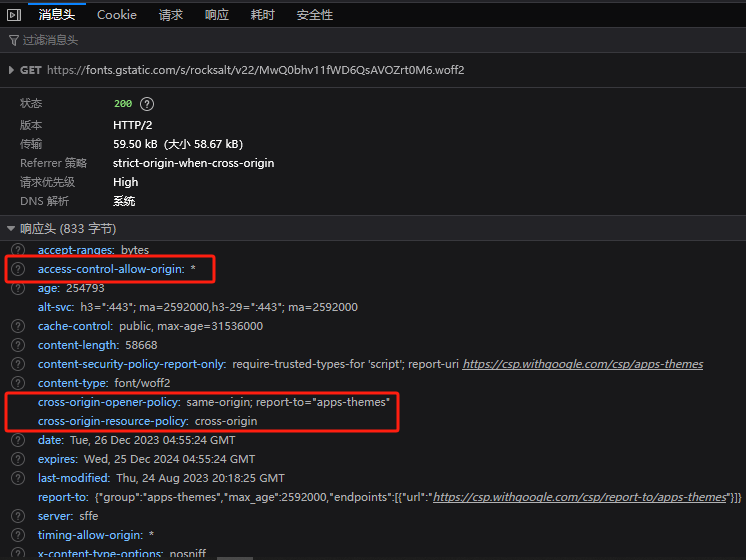 消息头 Cookie 请求 响应 耗时 安全性
过滤消息头
GET https://fonts.gstatic.com/s/rocksalt/v22/MwQ0bhv11fWD6QsAVOZrt0M6.woff2
状态 200 ?
版本 HTTP/2
传输 59.50 kB (大小 58.67 kB)
Referrer 策略 strict-origin-when-cross-origin
请求优先级 High
DNS 解析 系统
响应头 (833 字节)
? accept-ranges: bytes
? access-control-allow-origin: *
? age: 254793
alt-svc: h3=":443"; ma=2592000,h3-29=":443"; ma=2592000
? cache-control: public, max-age=31536000
? content-length: 58668
? content-security-policy-report-only: require-trusted-types-for 'script'; report-uri https://csp.withgoogle.com/csp/apps-themes
? content-type: font/woff2
cross-origin-opener-policy: same-origin; report-to="apps-themes"
cross-origin-resource-policy: cross-origin
? date: Tue, 26 Dec 2023 04:55:24 GMT
? expires: Wed, 25 Dec 2024 04:55:24 GMT
? last-modified: Thu, 24 Aug 2023 20:18:25 GMT
report-to: {"group":"apps-themes","max_age":2592000,"endpoints":[{"url":"https://csp.withgoogle.com/csp/report-to/apps-themes"}]}
? server: sffe
? timing-allow-origin: *
? x-content-type-options: nosniff